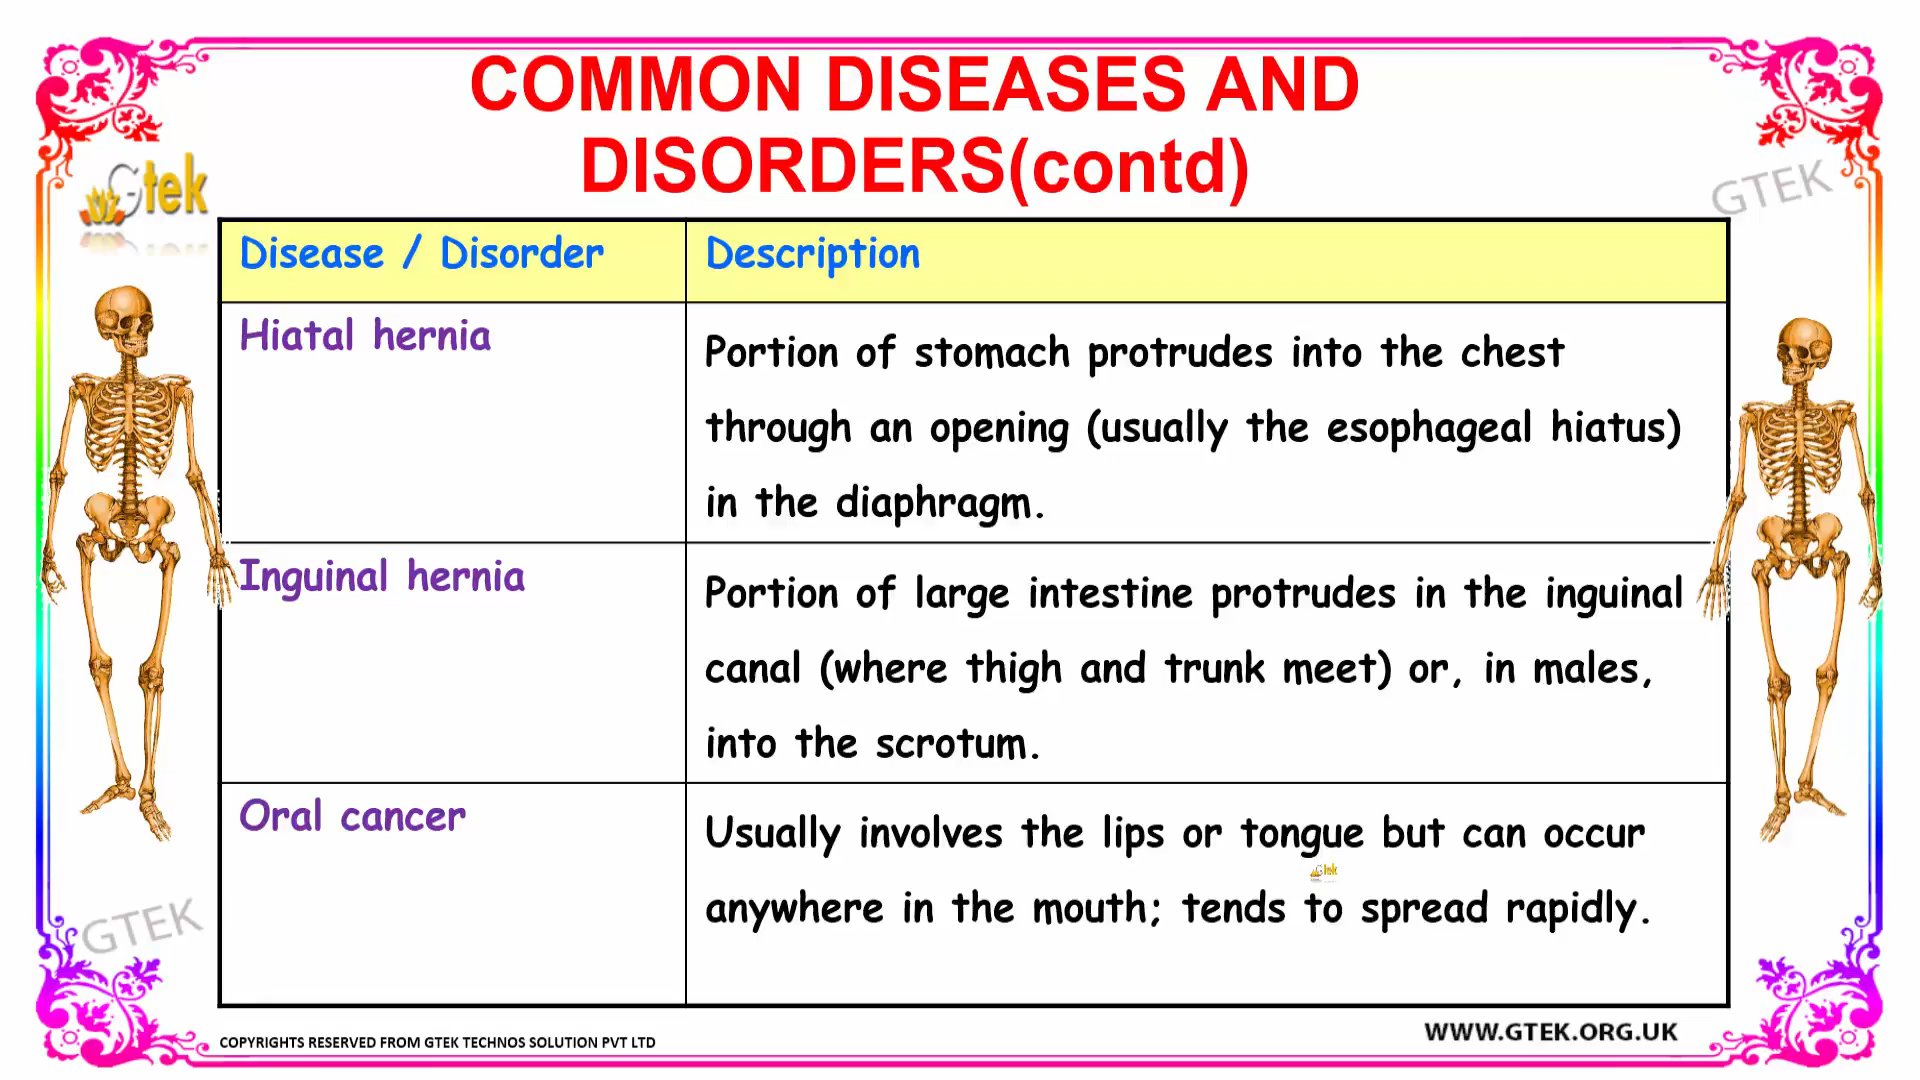 COMMON DISEASES AND
DISORDERS(contd)
Gtek
GTEK
Disease / Disorder
Description
Hiatal hernia
Portion of stomach protrudes into the chest
through an opening (usually the esophageal hiatus)
in the diaphragm.
Inguinal hernia
Portion of large intestine protrudes in the inguinal
canal (where thigh and trunk meet) or, in males,
into the scrotum.
Oral cancer
Usually involves the lips or tongue but can occur
Gtek
anywhere in the mouth; tends to spread rapidly.
GTEK
COPYRIGHTS RESERVED FROM GTEK TECHNOS SOLUTION PVT LTD
WWW.GTEK.ORG.UK